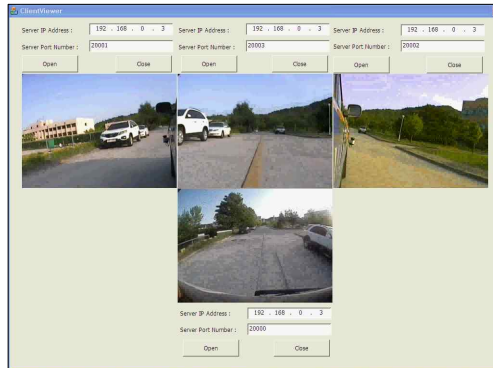 ClientViewer
Server IP Address : 192 . 168 . 0 . 3
Server Port Number : 20001
Open Close
Server IP Address : 192 . 168 . 0 . 3
Server Port Number : 20003
Open Close
Server IP Address : 192 . 168 . 0 . 3
Server Port Number : 20002
Open Close
Server IP Address : 192 . 168 . 0 . 3
Server Port Number : 20000
Open Close